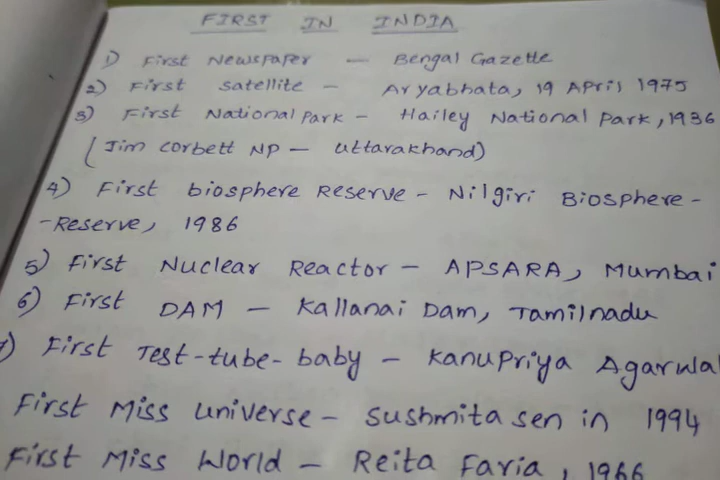 FIRST IN INDIA
1) First Newspaper - Bengal Gazette
2) First Satellite - Aryabhata, 19 April 1975
3) First National park - Hailey National Park, 1936
(Jim corbett NP - Uttarakhand)
4) First biosphere Reserve - Nilgiri Biosphere -
- Reserve, 1986
5) First Nuclear Reactor - APSARA, Mumbai
6) First DAM - Kallanai Dam, Tamilnadu
7) First Test-tube-baby - Kanupriya Agarwal
First Miss Universe - Sushmita sen in 1994
First Miss World - Reita Faria, 1966